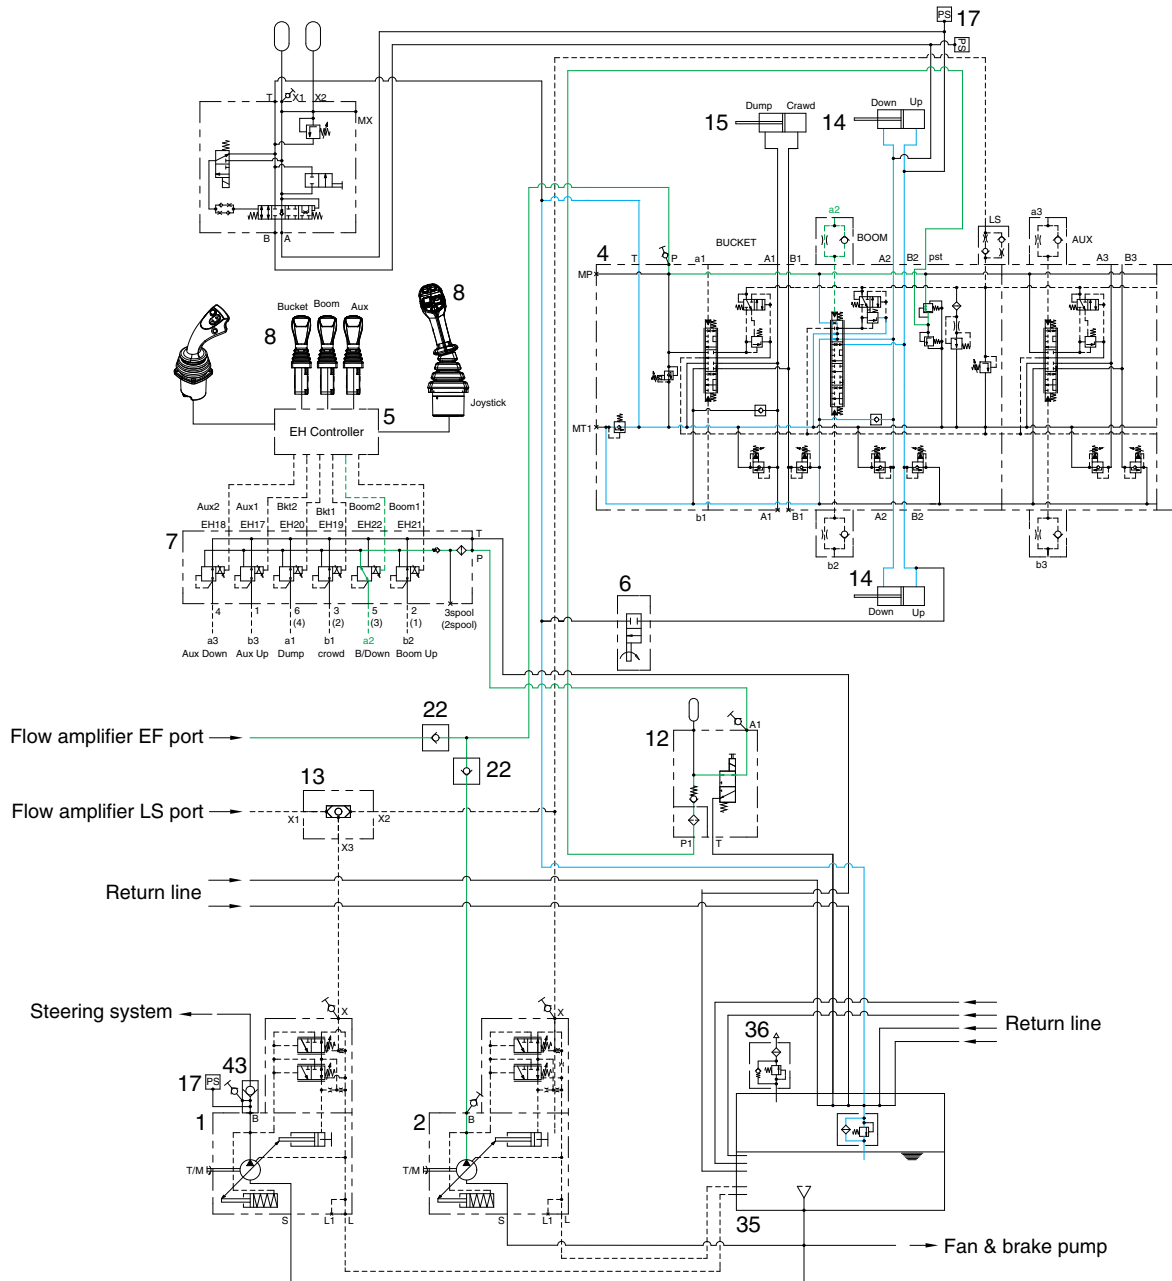 PS 17
PS
T X1 X2
MX
B A
Dump Crawd
15
Down Up
14
a2
BOOM
LS
a3
AUX
BUCKET
4 T P a1 A1 B1 A2 B2 pst A3 B3
MP
MT1
b1 A1 B1 A2 B2
b2
b3
Bucket Boom Aux
8
8
Joystick
5
EH Controller
Aux2 Aux1 Bkt2 Bkt1 Boom2 Boom1
EH18 EH17 EH20 EH19 EH22 EH21
7
T
P
4 1 6 3 5 2 3spool
(4) (2) (3) (1) (2spool)
a3 b3 a1 b1 a2 b2
Aux Down Aux Up Dump crowd B/Down Boom Up
14
Down Up
6
22
Flow amplifier EF port
22
12
A1
P1 T
13
Flow amplifier LS port
X1 X2
X3
Return line
Steering system
X
X
43
17 PS
B
B
1
2
T/M
T/M
S L1 L
S L1 L
36
Return line
35
Fan & brake pump